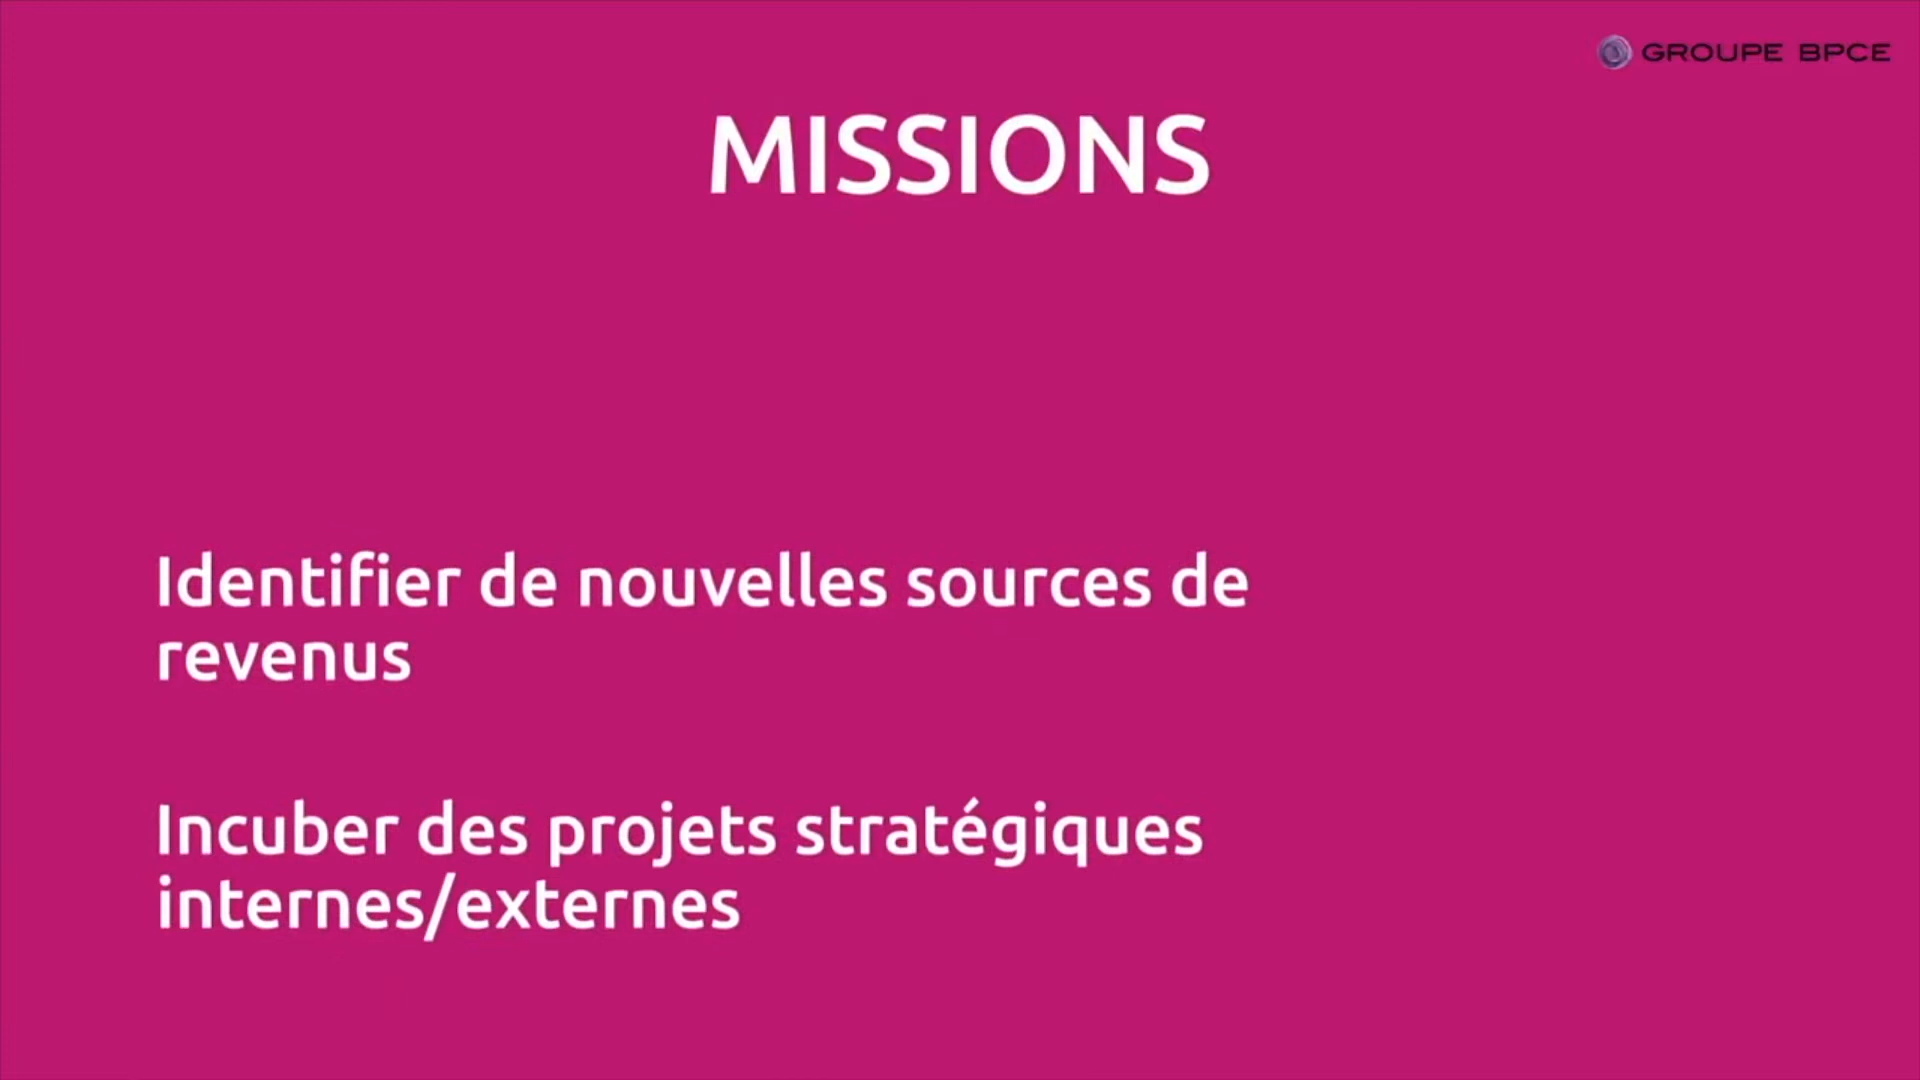 GROUPE BPCE
MISSIONS
Identifier de nouvelles sources de
revenus
Incuber des projets stratégiques
internes/externes